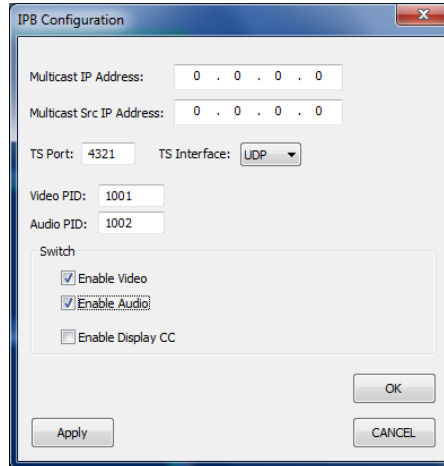 IPB Configuration
Multicast IP Address: 0 . 0 . 0 . 0
Multicast Src IP Address: 0 . 0 . 0 . 0
TS Port: 4321 TS Interface: UDP
Video PID: 1001
Audio PID: 1002
Switch
Enable Video
Enable Audio
Enable Display CC
OK
Apply CANCEL